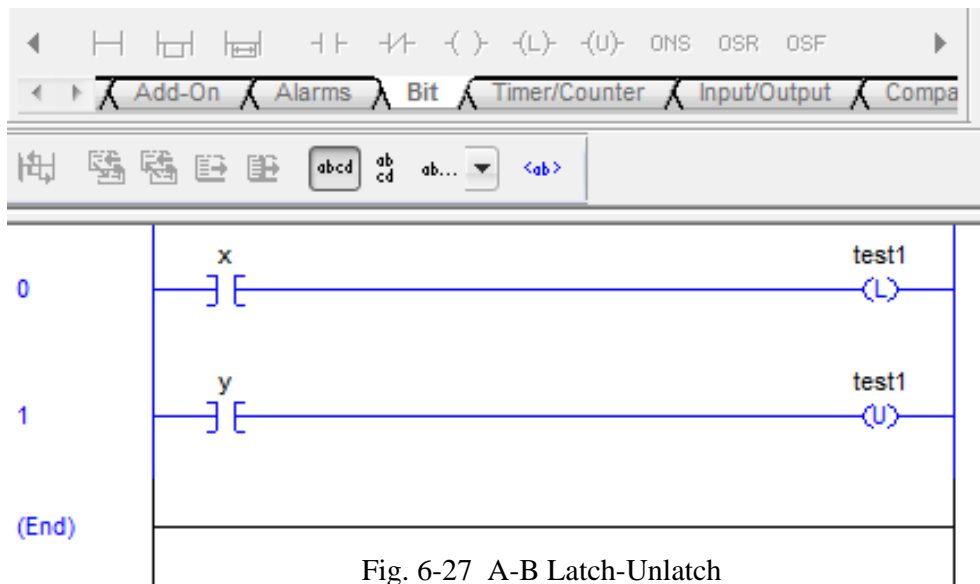 -(L)- -(U)- ONS OSR OSF
Add-On Alarms Bit Timer/Counter Input/Output Compa
abcd ab cd ab... <ab>
x test1
0 (L)
y test1
1 (U)
(End)
Fig. 6-27 A-B Latch-Unlatch